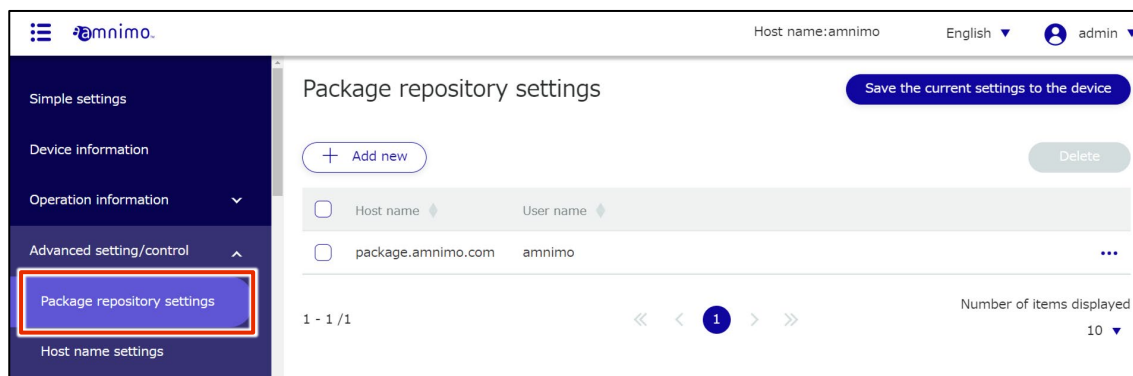 amnimo
Host name:amnimo
English
admin
Simple settings
Device information
Operation information
Advanced setting/control
Package repository settings
Host name settings
Package repository settings
Save the current settings to the device
+ Add new
Delete
Host name User name
package.amnimo.com amnimo
...
1 - 1 /1
« < 1 > »
Number of items displayed
10